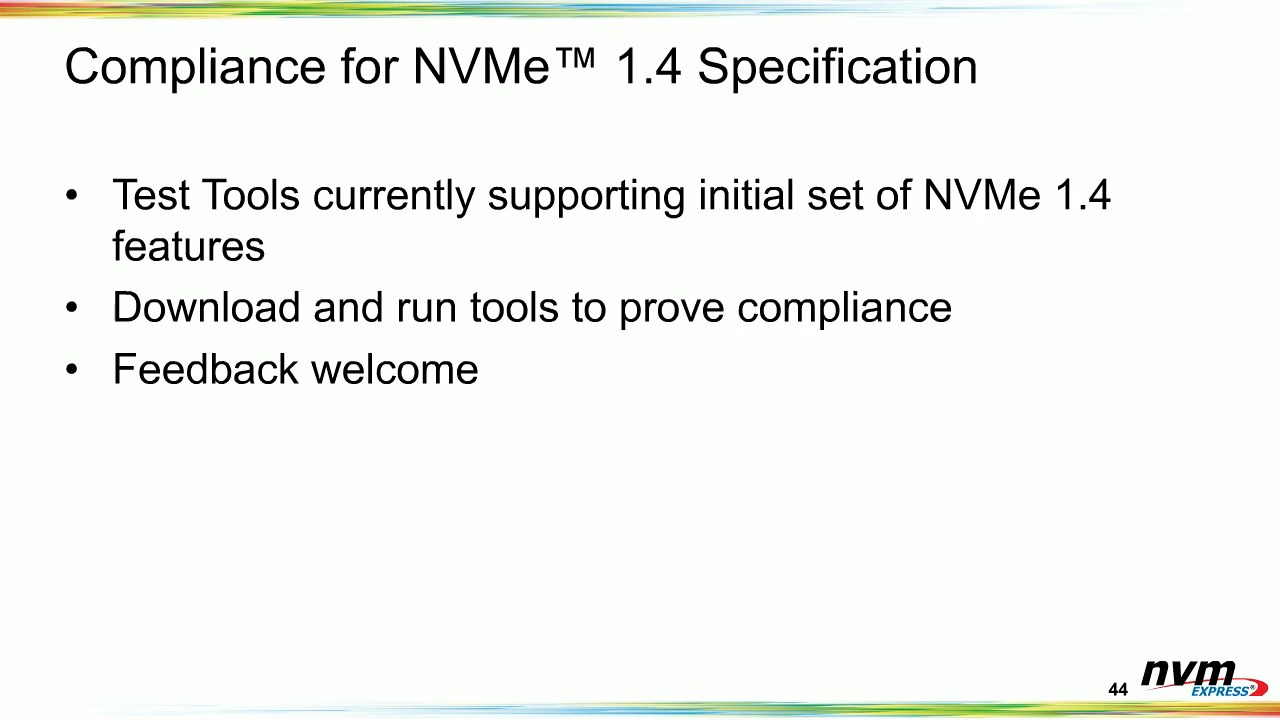 Compliance for NVMe™ 1.4 Specification
• Test Tools currently supporting initial set of NVMe 1.4
features
• Download and run tools to prove compliance
• Feedback welcome
44
nvm
EXPRESS®